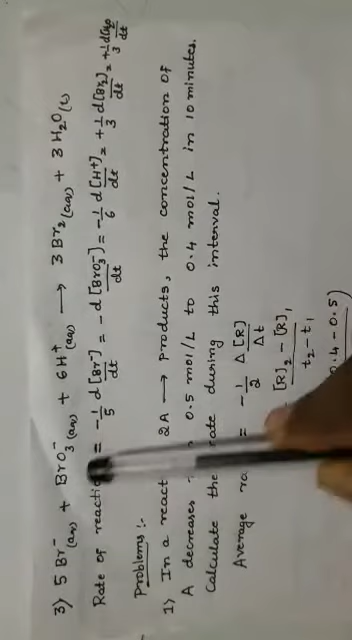 3) 5 Br⁻(aq) + BrO₃⁻(aq) + 6H⁺(aq) → 3 Br₂(aq) + 3 H₂O(l)
Rate of reactio = -1/5 d[Br⁻]/dt = - d[BrO₃⁻]/dt = -1/6 d[H⁺]/dt = +1/3 d[Br₂]/dt = +1/3 d[H₂O]/dt
Problems :-
1) In a react 2A → Products, the concentration of
A decreases 0.5 mol/L to 0.4 mol/L in 10 minutes.
Calculate the rate during this interval.
Average ra = -1/2 Δ[R]/Δt
[R]₂ - [R]₁ / t₂ - t₁
0.4 - 0.5)